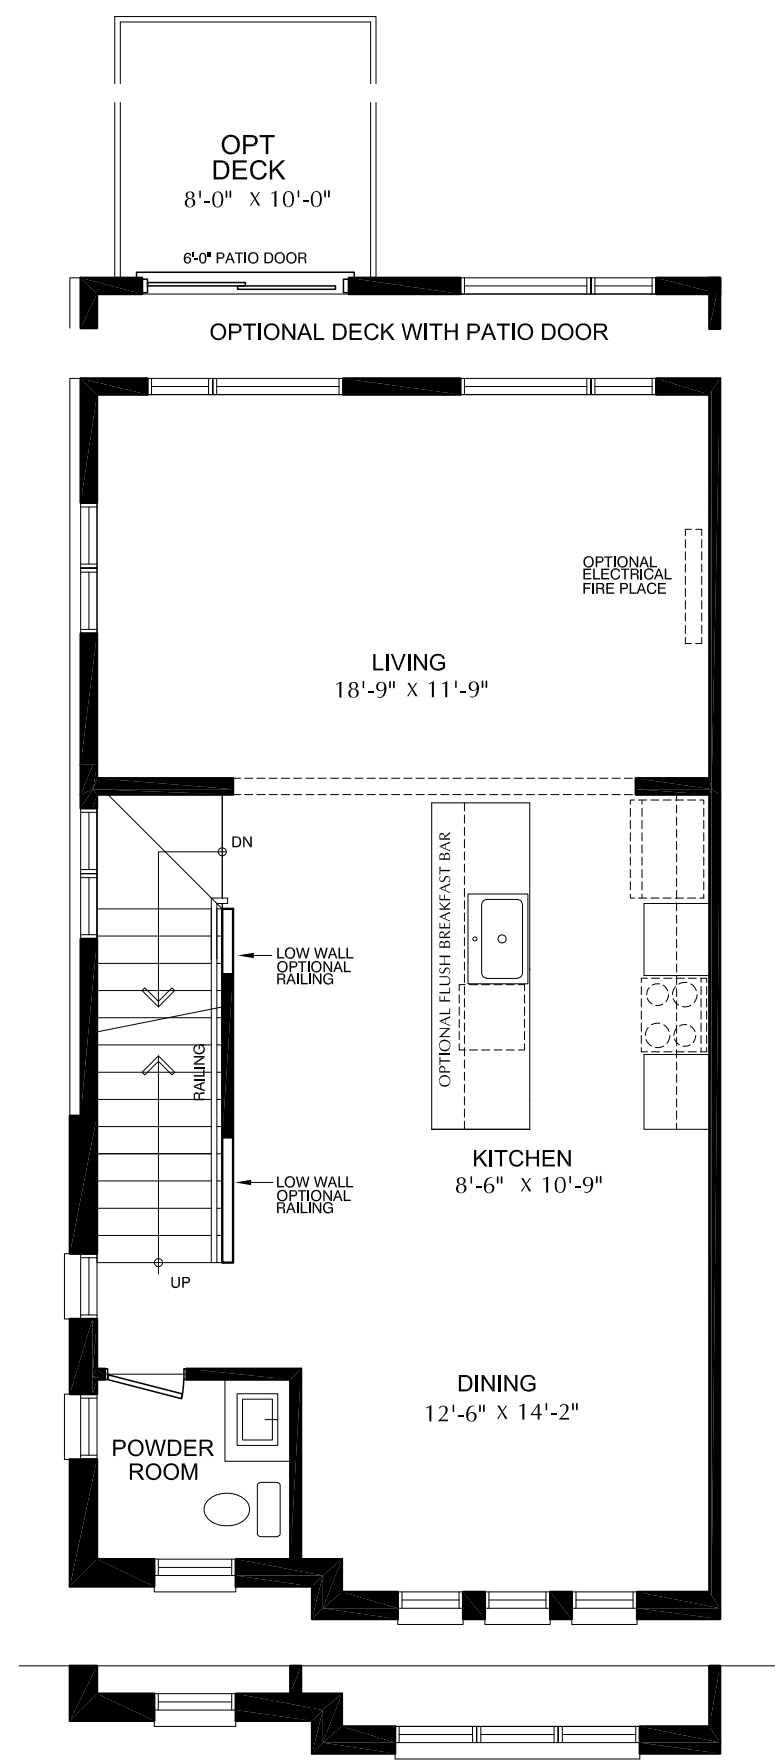 OPT
DECK
8'-0" X 10'-0"
6'-0" PATIO DOOR
OPTIONAL DECK WITH PATIO DOOR
OPTIONAL
ELECTRICAL
FIRE PLACE
LIVING
18'-9" X 11'-9"
DN
OPTIONAL FLUSH BREAKFAST BAR
LOW WALL
OPTIONAL
RAILING
RAILING
KITCHEN
8'-6" X 10'-9"
LOW WALL
OPTIONAL
RAILING
UP
DINING
12'-6" X 14'-2"
POWDER
ROOM